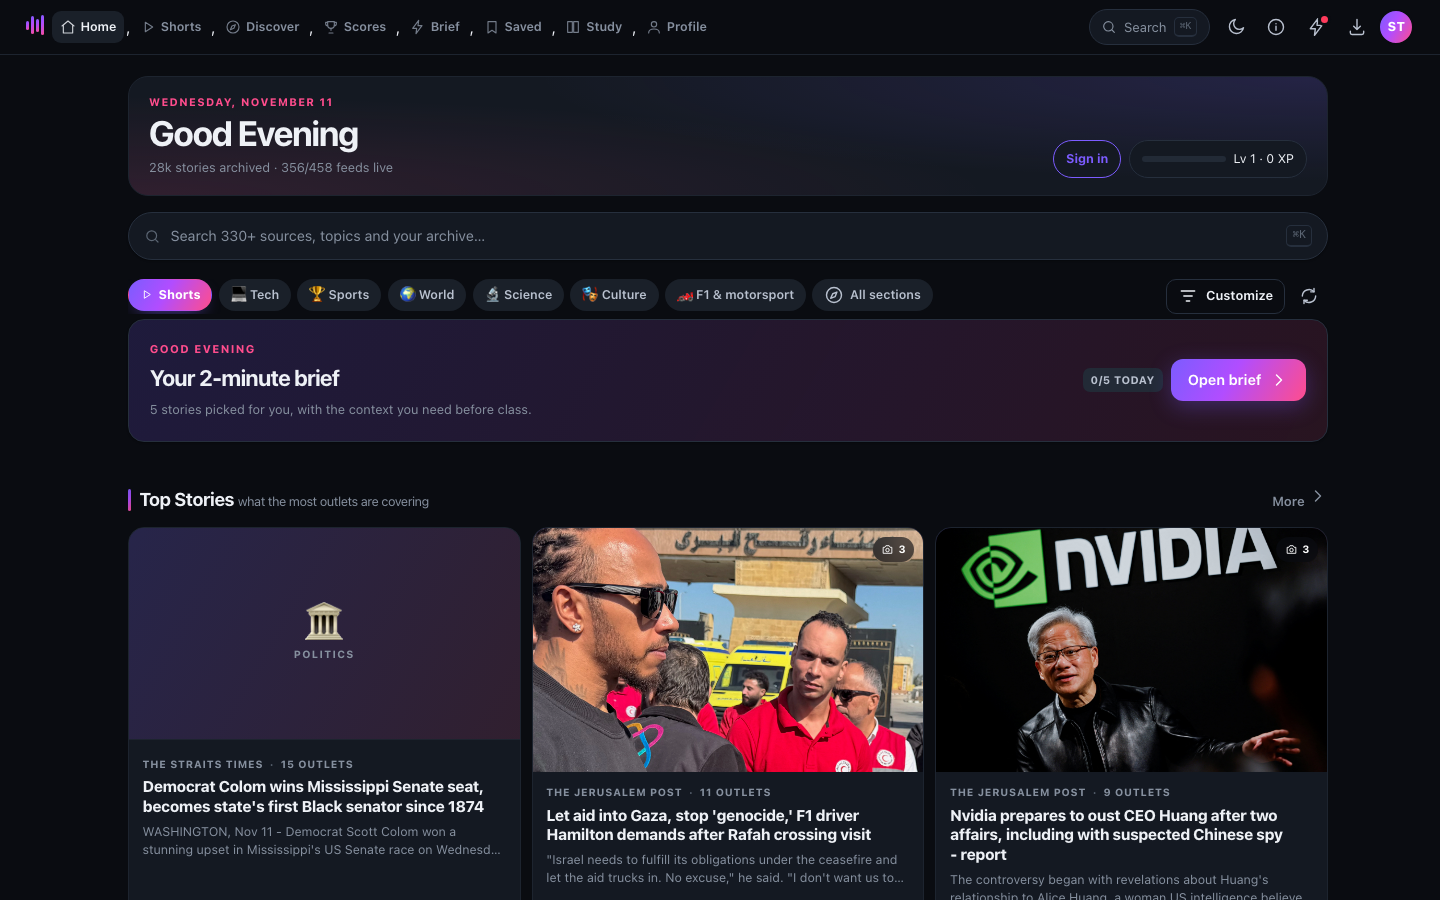 Home, Shorts, Discover, Scores, Brief, Saved, Study, Profile
Search ⌘K
ST
WEDNESDAY, NOVEMBER 11
Good Evening
28k stories archived · 356/458 feeds live
Sign in
Lv 1 · 0 XP
Search 330+ sources, topics and your archive...
⌘K
Shorts
Tech
Sports
World
Science
Culture
F1 & motorsport
All sections
Customize
GOOD EVENING
Your 2-minute brief
5 stories picked for you, with the context you need before class.
0/5 TODAY
Open brief
Top Stories what the most outlets are covering
More
POLITICS
THE STRAITS TIMES · 15 OUTLETS
Democrat Colom wins Mississippi Senate seat,
becomes state's first Black senator since 1874
WASHINGTON, Nov 11 - Democrat Scott Colom won a
stunning upset in Mississippi's US Senate race on Wednesd...
3
THE JERUSALEM POST · 11 OUTLETS
Let aid into Gaza, stop 'genocide,' F1 driver
Hamilton demands after Rafah crossing visit
"Israel needs to fulfill its obligations under the ceasefire and
let the aid trucks in. No excuse," he said. "I don't want us to...
NVIDIA
3
THE JERUSALEM POST · 9 OUTLETS
Nvidia prepares to oust CEO Huang after two
affairs, including with suspected Chinese spy
- report
The controversy began with revelations about Huang's
relationship to Alice Huang, a woman US intelligence believe